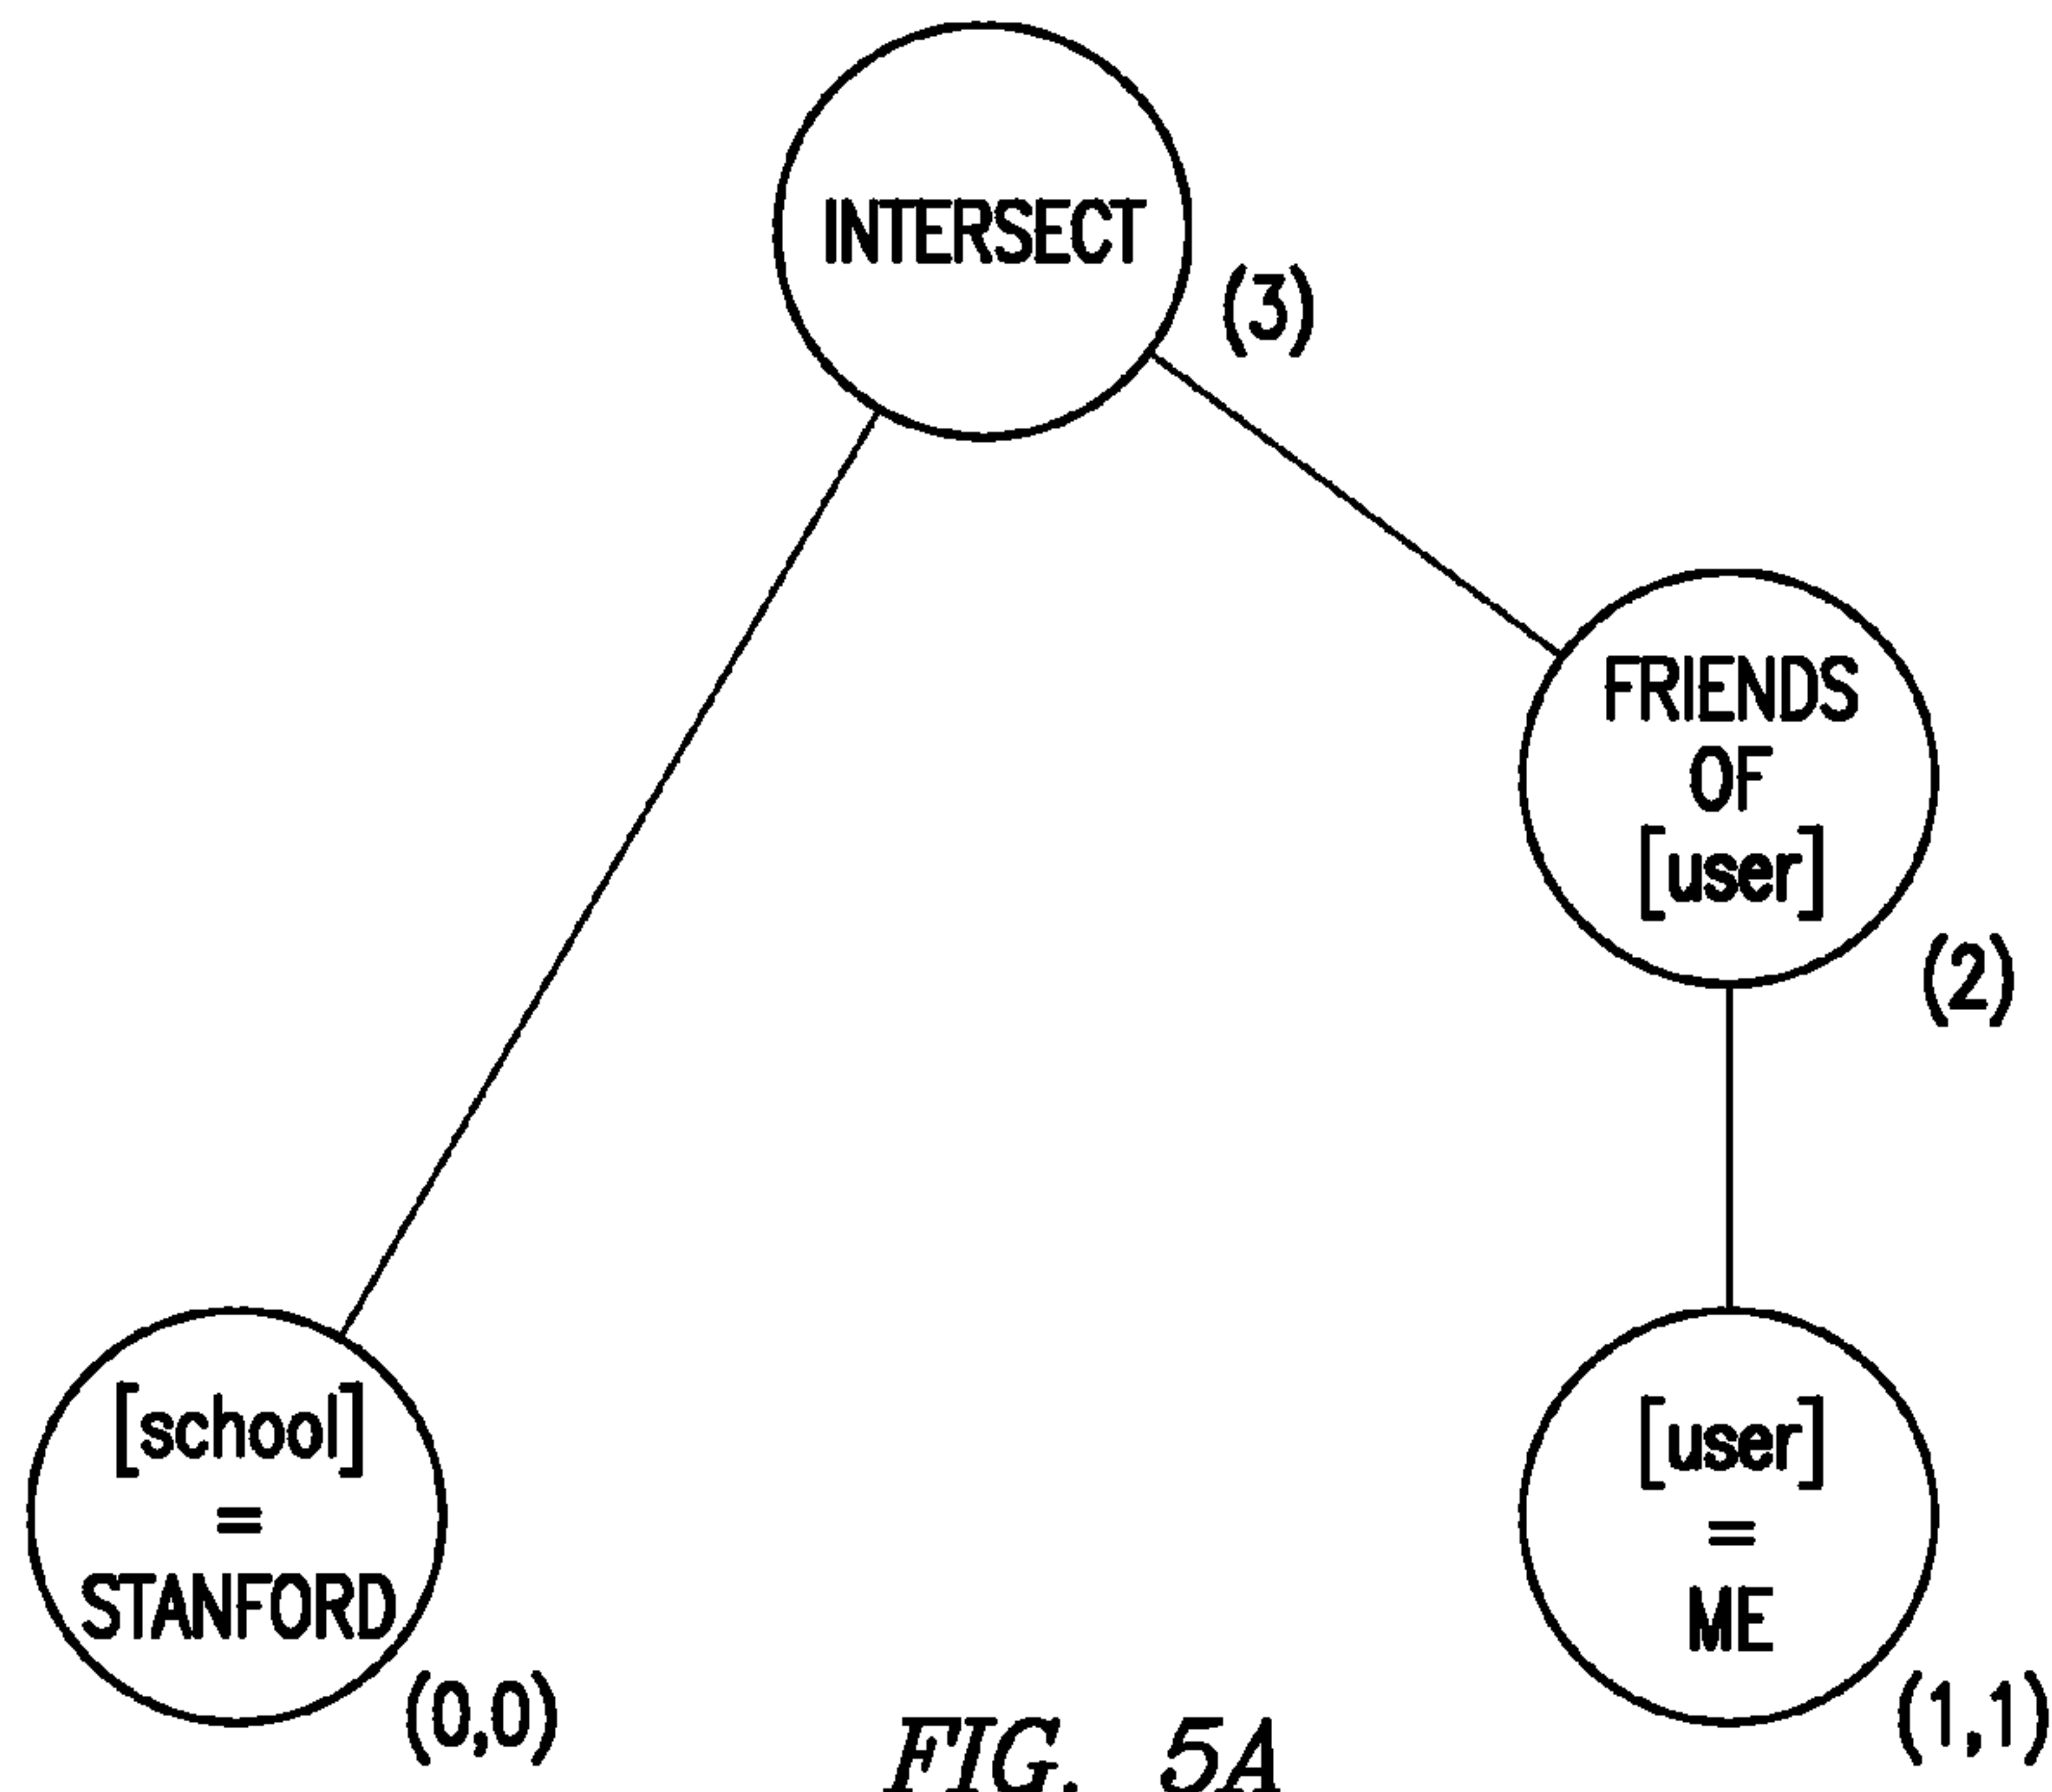 INTERSECT
(3)
FRIENDS
OF
[user]
(2)
[school]
=
STANFORD
(0,0)
[user]
=
ME
(1,1)
FIG. 5A